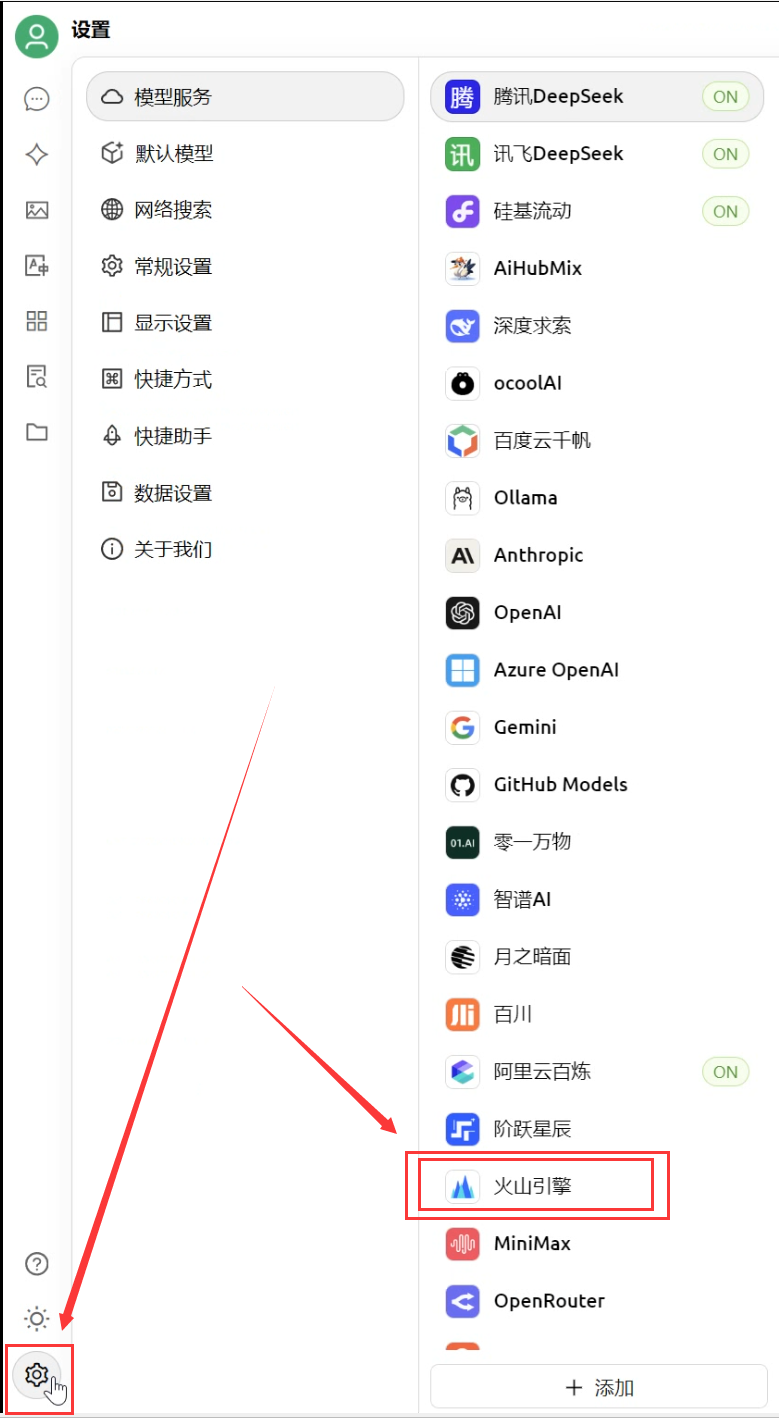 设置
模型服务
默认模型
网络搜索
常规设置
显示设置
快捷方式
快捷助手
数据设置
关于我们
腾 腾讯DeepSeek ON
讯 讯飞DeepSeek ON
硅基流动 ON
AiHubMix
深度求索
ocoolAI
百度云千帆
Ollama
Anthropic
OpenAI
Azure OpenAI
Gemini
GitHub Models
01.AI 零一万物
智谱AI
月之暗面
百川
阿里云百炼 ON
阶跃星辰
火山引擎
MiniMax
OpenRouter
添加